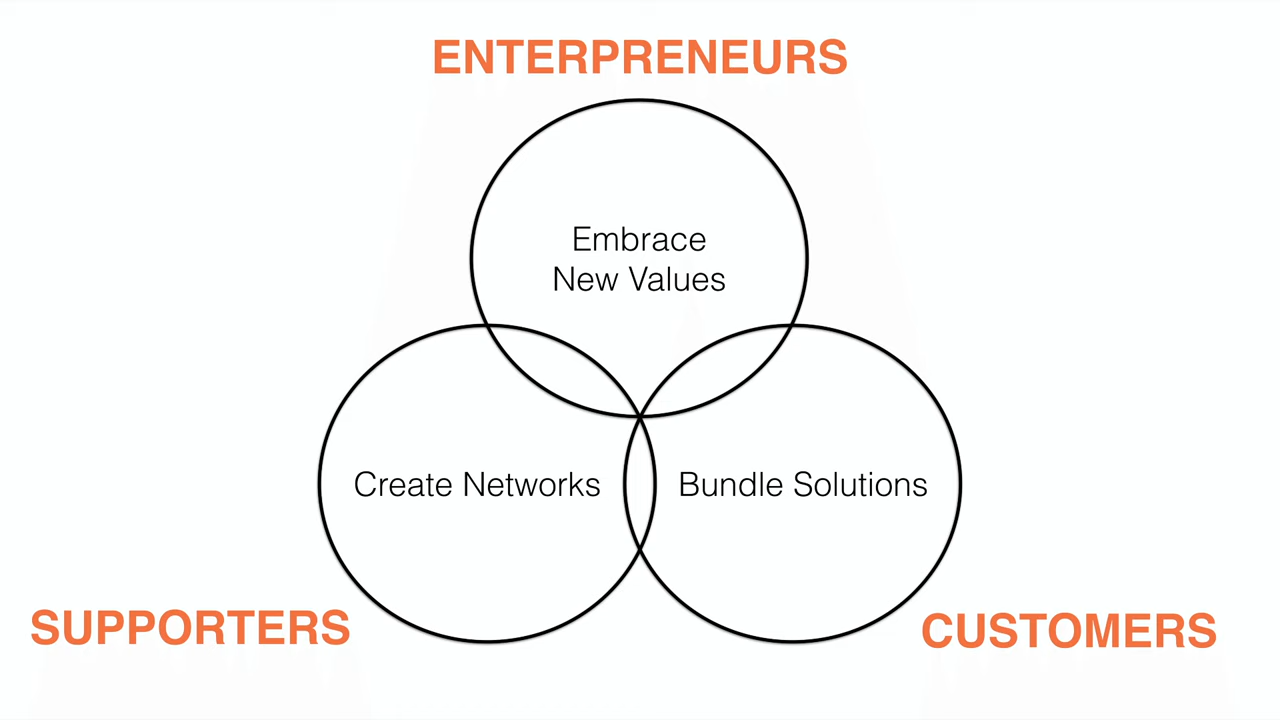 ENTERPRENEURS
Embrace
New Values
Create Networks
Bundle Solutions
SUPPORTERS
CUSTOMERS